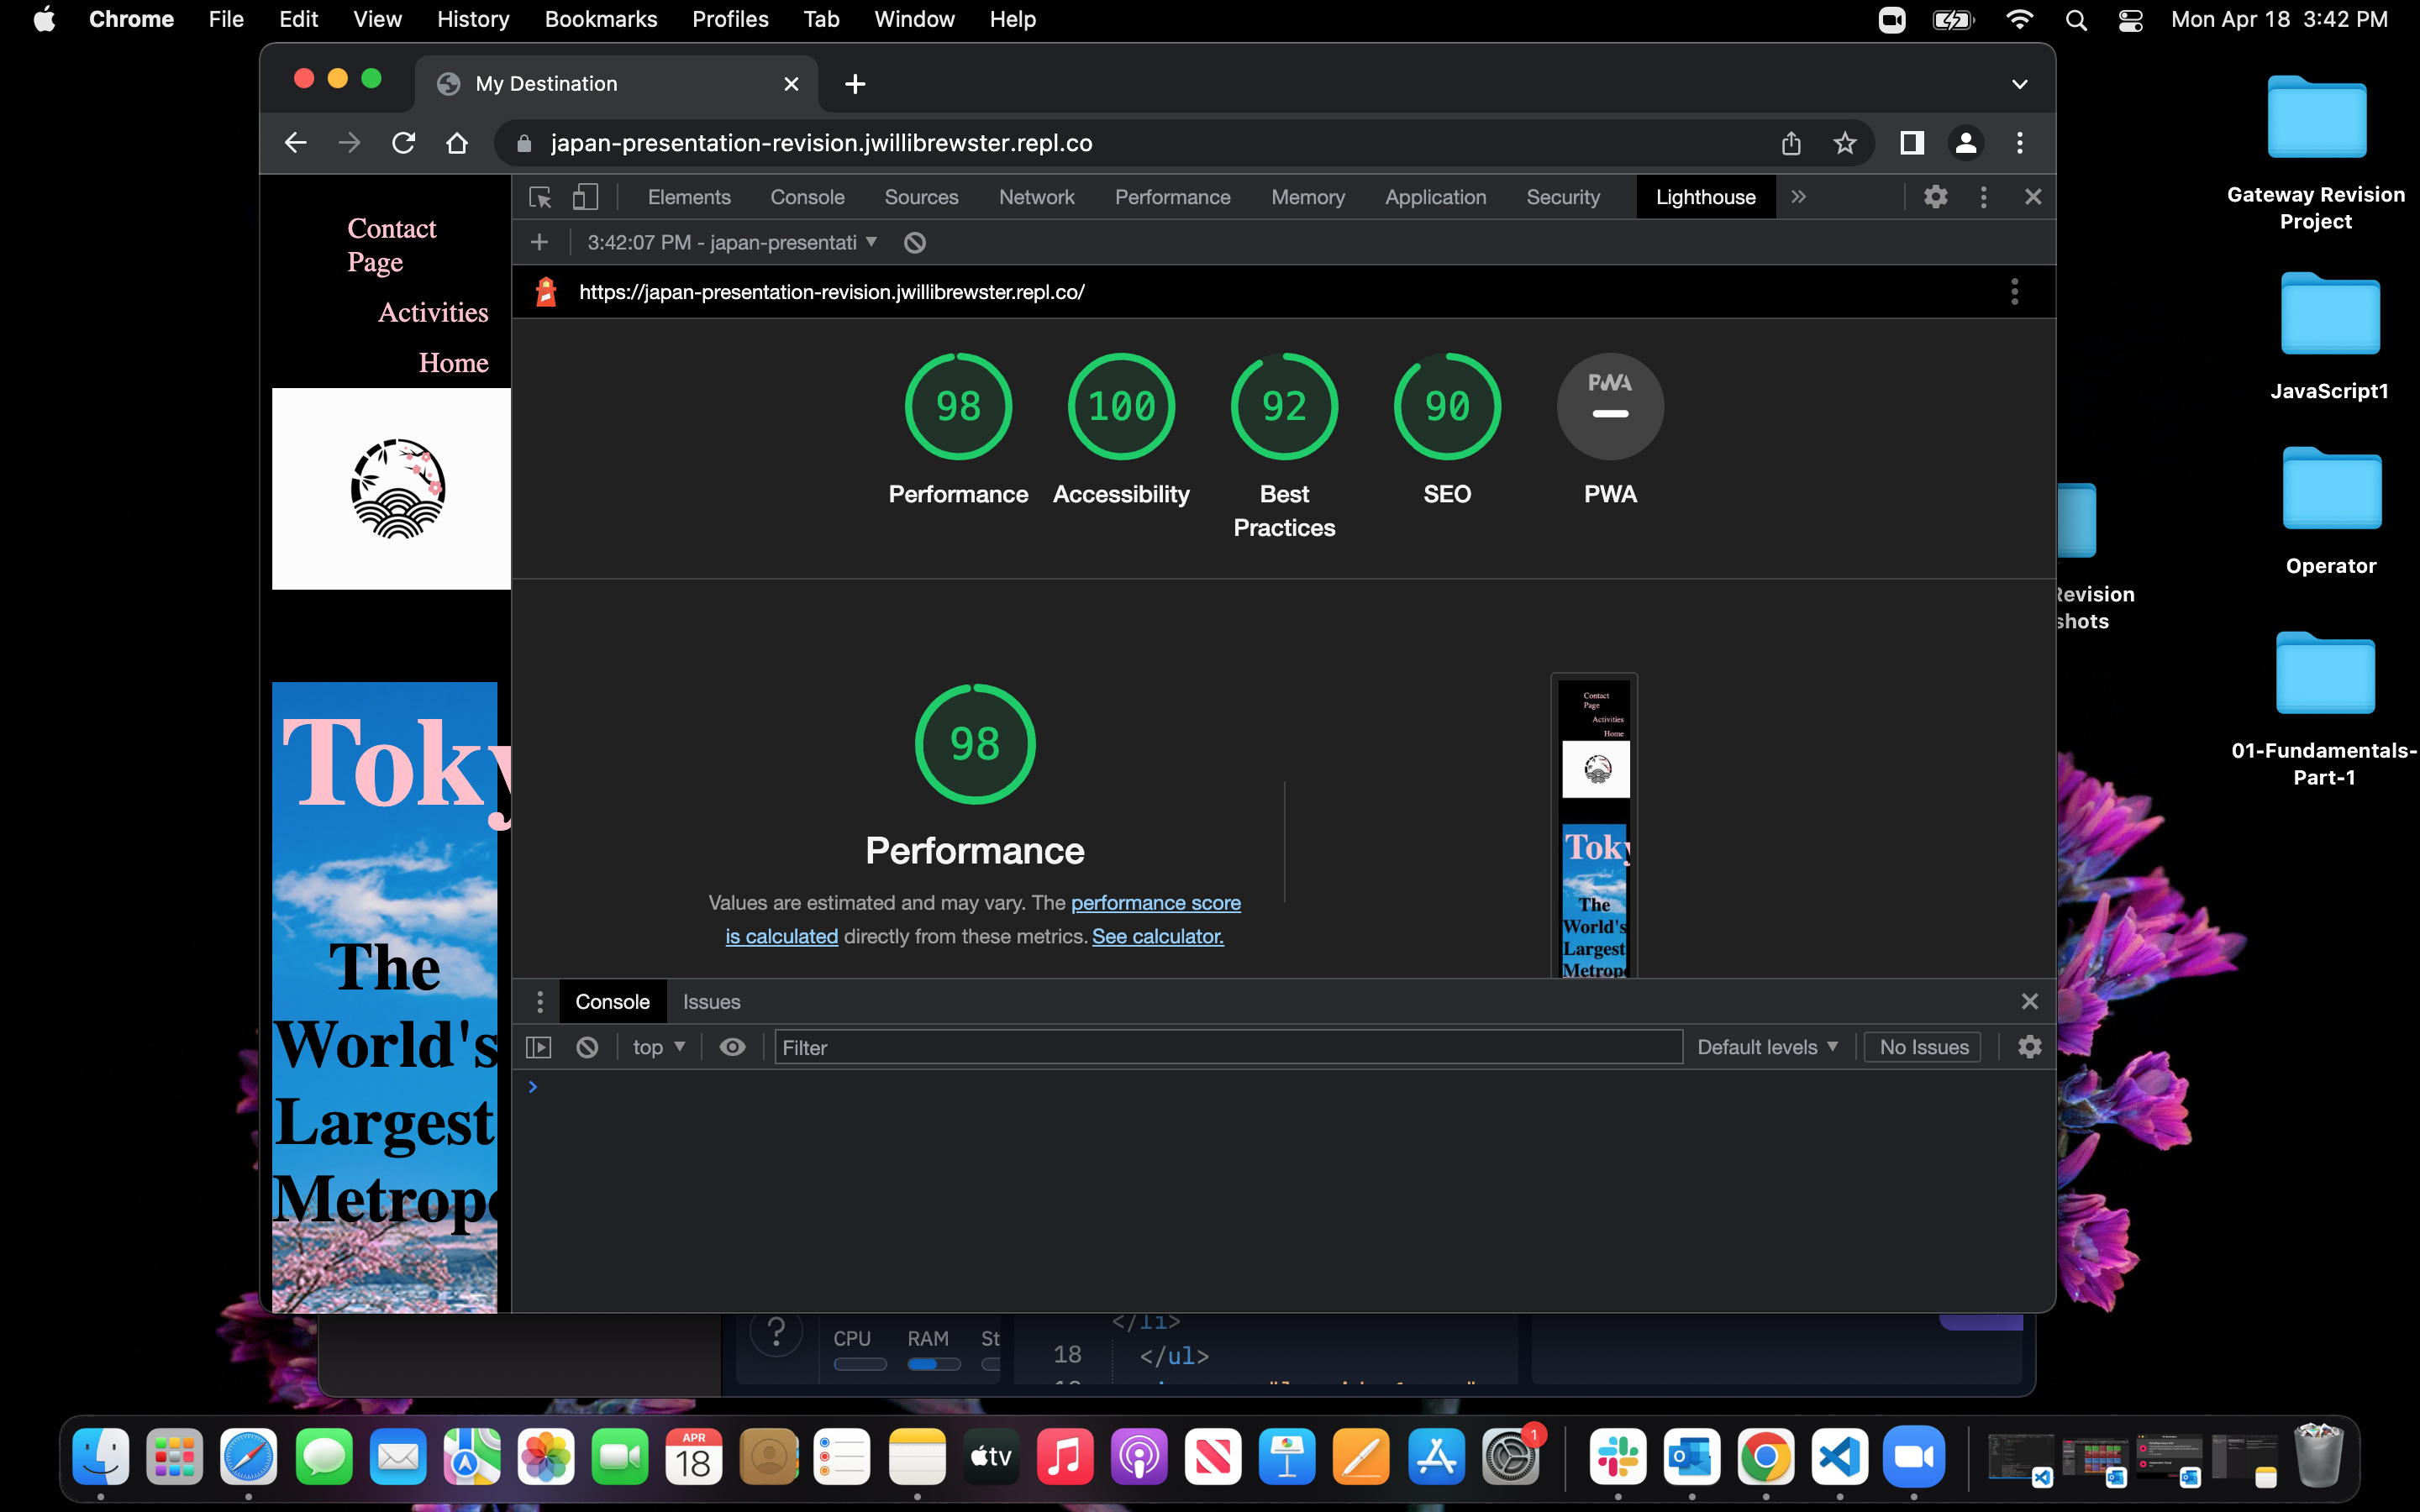 Chrome File Edit View History Bookmarks Profiles Tab Window Help Mon Apr 18 3:42 PM
My Destination
japan-presentation-revision.jwillibrewster.repl.co
Elements Console Sources Network Performance Memory Application Security Lighthouse
3:42:07 PM - japan-presentati
https://japan-presentation-revision.jwillibrewster.repl.co/
Contact
Page
Activities
Home
Toky
The
World's
Largest
Metropo
98 100 92 90 PWA
Performance Accessibility Best
Practices SEO PWA
98
Performance
Values are estimated and may vary. The performance score
is calculated directly from these metrics. See calculator.
Contact
Page
Activities
Home
Toky
The
World's
Largest
Metropo
Console Issues
top Filter Default levels No Issues
>
Gateway Revision
Project
JavaScript1
Operator
Revision
shots
01-Fundamentals-
Part-1
? CPU RAM St
</li>
18 </ul>
APR
18
tv
1